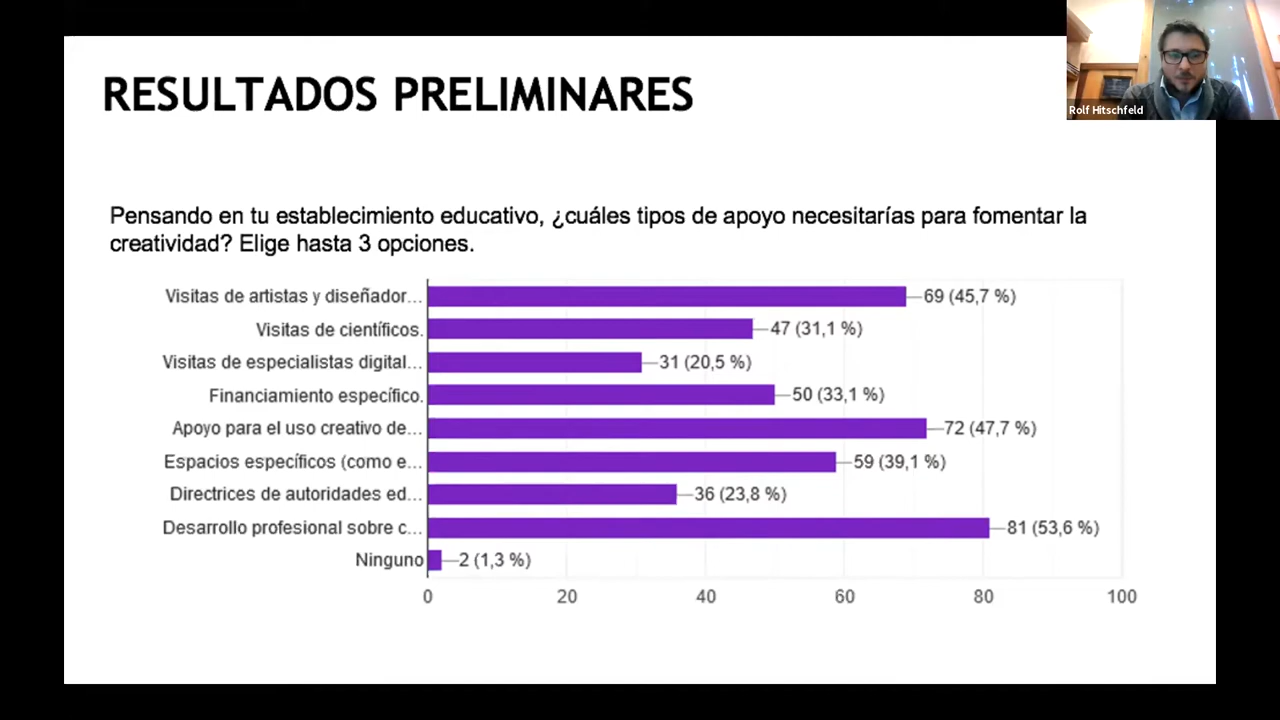 RESULTADOS PRELIMINARES
Rolf Hitschfeld
Pensando en tu establecimiento educativo, ¿cuáles tipos de apoyo necesitarías para fomentar la
creatividad? Elige hasta 3 opciones.
Visitas de artistas y diseñador... 69 (45,7 %)
Visitas de científicos. 47 (31,1 %)
Visitas de especialistas digital... 31 (20,5 %)
Financiamiento específico. 50 (33,1 %)
Apoyo para el uso creativo de... 72 (47,7 %)
Espacios específicos (como e... 59 (39,1 %)
Directrices de autoridades ed... 36 (23,8 %)
Desarrollo profesional sobre c... 81 (53,6 %)
Ninguno 2 (1,3 %)
0 20 40 60 80 100